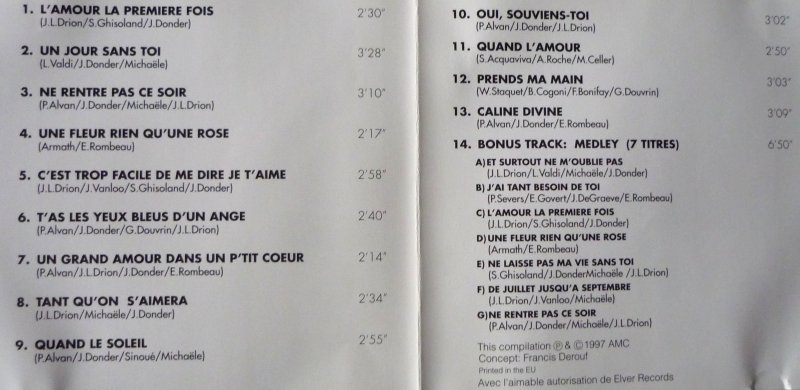 1. L'AMOUR LA PREMIERE FOIS 2'30"
(J.L.Drion/S.Ghisoland/J.Donder)
2. UN JOUR SANS TOI 3'28"
(L.Valdi/J.Donder/Michaële)
3. NE RENTRE PAS CE SOIR 3'10"
(P.Alvan/J.Donder/Michaële/J.L.Drion)
4. UNE FLEUR RIEN QU'UNE ROSE 2'17"
(Armath/E.Rombeau)
5. C'EST TROP FACILE DE ME DIRE JE T'AIME 2'58"
(J.L.Drion/J.Vanloo/S.Ghisoland/J.Donder)
6. T'AS LES YEUX BLEUS D'UN ANGE 2'40"
(P.Alvan/J.Donder/G.Douvrin/J.L.Drion)
7. UN GRAND AMOUR DANS UN P'TIT COEUR 2'14"
(P.Alvan/J.L.Drion/J.Donder/E.Rombeau)
8. TANT QU'ON S'AIMERA 2'34"
(J.L.Drion/Michaële/J.Donder)
9. QUAND LE SOLEIL 2'55"
(P.Alvan/J.Donder/Sinoué/Michaële)
10. OUI, SOUVIENS-TOI 3'02"
(P.Alvan/J.Donder/J.L.Drion)
11. QUAND L'AMOUR 2'50"
(S.Acquaviva/A.Roche/M.Celler)
12. PRENDS MA MAIN 3'03"
(W.Staquet/B.Cogoni/F.Bonifay/G.Douvrin)
13. CALINE DIVINE 3'09"
(P.Alvan/J.Donder/E.Rombeau)
14. BONUS TRACK: MEDLEY (7 TITRES) 6'50"
A)ET SURTOUT NE M'OUBLIE PAS
(J.L.Drion/L.Valdi/Michaële/J.Donder)
B) J'AI TANT BESOIN DE TOI
(P.Severs/E.Govert/J.DeGraeve/E.Rombeau)
C) L'AMOUR LA PREMIERE FOIS
(J.L.Drion/S.Ghisoland/J.Donder)
D)UNE FLEUR RIEN QU'UNE ROSE
(Armath/E.Rombeau)
E) NE LAISSE PAS MA VIE SANS TOI
(S.Ghisoland/J.DonderMichaële /J.L.Drion)
F) DE JUILLET JUSQU'A SEPTEMBRE
(J.L.Drion/J.Vanloo/Michaële)
G)NE RENTRE PAS CE SOIR
(P.Alvan/J.Donder/Michaële/J.L.Drion)
This compilation ℗ & © 1997 AMC
Concept: Francis Derouf
Printed in the EU
Avec l'aimable autorisation de Elver Records